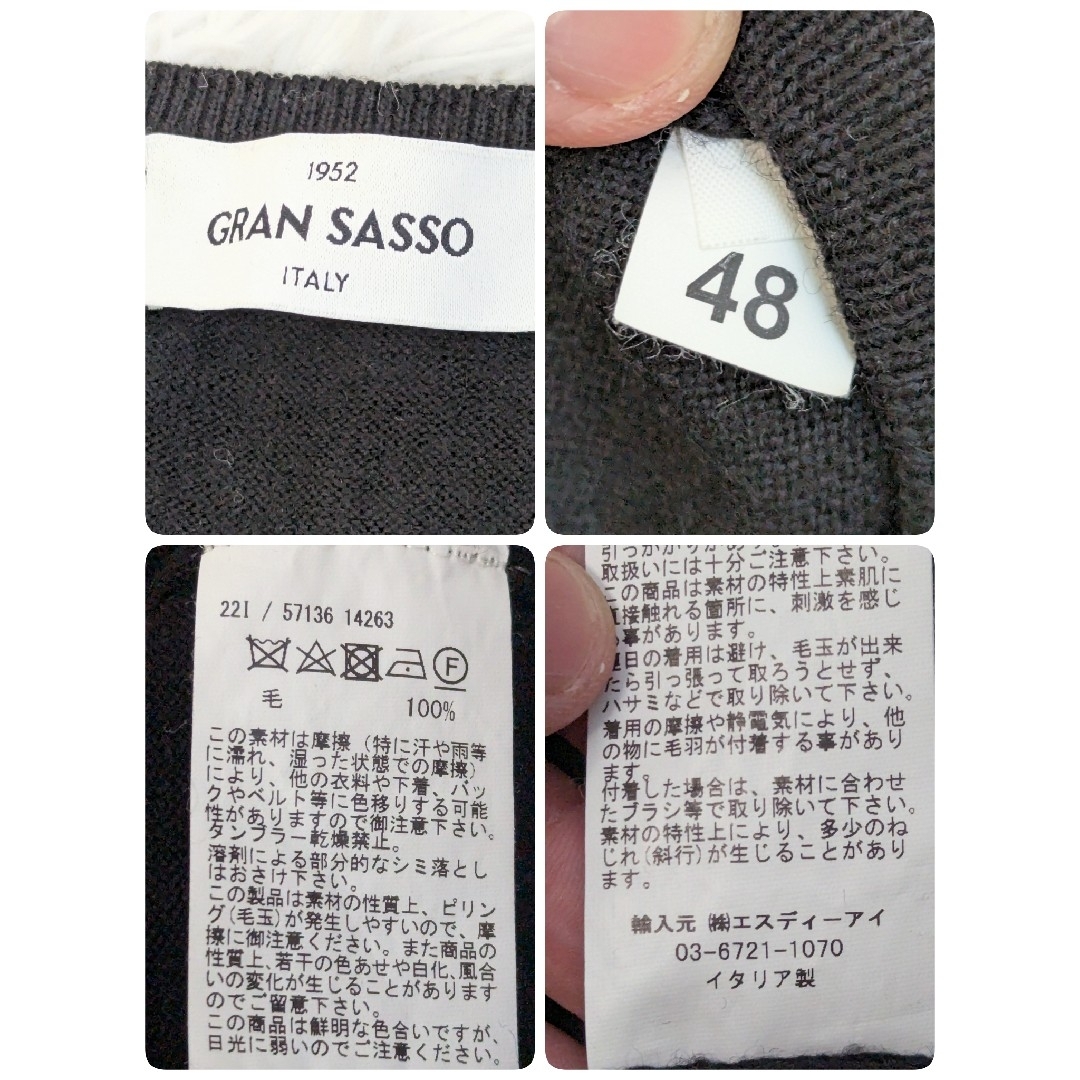 1952
GRAN SASSO
ITALY
48
22I / 57136 14263
F
毛 100%
この素材は摩擦（特に汗や雨等
に濡れ、湿った状態での摩擦）
により、他の衣料や下着、バッ
クやベルト等に色移りする可能
性がありますので御注意下さい。
タンブラー乾燥禁止。
溶剤による部分的なシミ落とし
はおさけ下さい。
この製品は素材の性質上、ピリン
グ(毛玉)が発生しやすいので、摩
擦に御注意ください。また商品の
性質上、若干の色あせや白化、風合
いの変化が生じることがあります
のでご留意下さい。
この商品は鮮明な色合いですが、
日光に弱いのでご注意ください。
取扱いには十分ご注意下さい。
この商品は素材の特性上素肌に
直接触れる箇所に、刺激を感じ
る事があります。
連日の着用は避け、毛玉が出来
たら引っ張って取ろうとせず、
ハサミなどで取り除いて下さい。
着用の摩擦や静電気により、他
の物に毛羽が付着する事があり
ます。
付着した場合は、素材に合わせ
たブラシ等で取り除いて下さい。
素材の特性上により、多少のね
じれ(斜行)が生じることがあり
ます。
輸入元 ㈱エスディーアイ
03-6721-1070
イタリア製